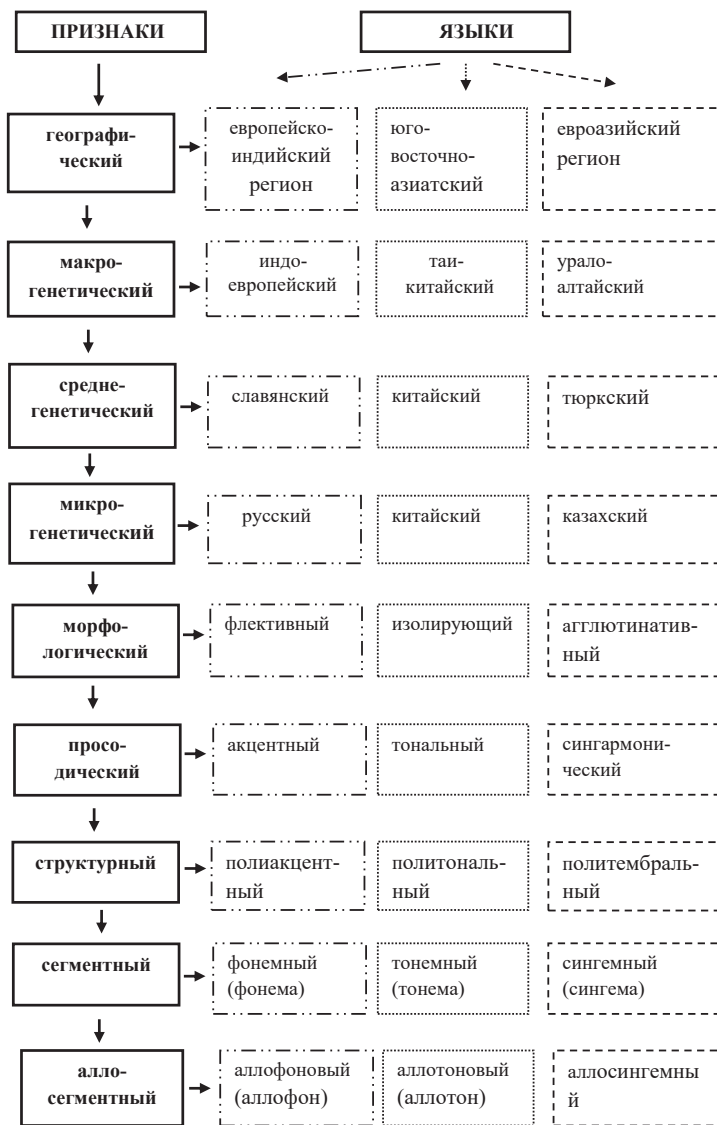 ПРИЗНАКИ
ЯЗЫКИ
географи-
ческий
европейско-
индийский
регион
юго-
восточно-
азиатский
евроазийский
регион
макро-
генетический
индо-
европейский
таи-
китайский
урало-
алтайский
средне-
генетический
славянский
китайский
тюркский
микро-
генетический
русский
китайский
казахский
морфо-
логический
флективный
изолирующий
агглютинатив-
ный
просо-
дический
акцентный
тональный
сингармони-
ческий
структурный
полиакцент-
ный
политональ-
ный
политембраль-
ный
сегментный
фонемный
(фонема)
тонемный
(тонема)
сингемный
(сингема)
алло-
сегментный
аллофоновый
(аллофон)
аллотоновый
(аллотон)
аллосингемны
й